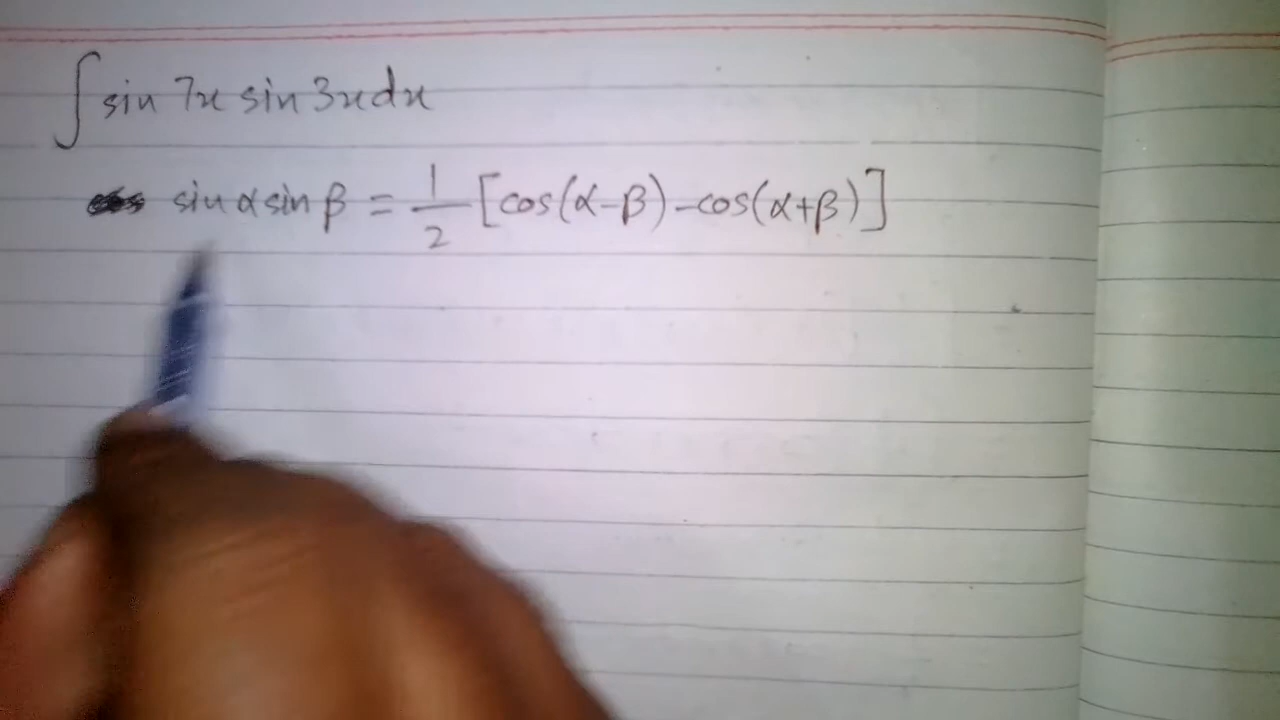 ∫ sin 7x sin 3x dx
sin α sin β = 1/2 [cos(α-β) - cos(α+β)]